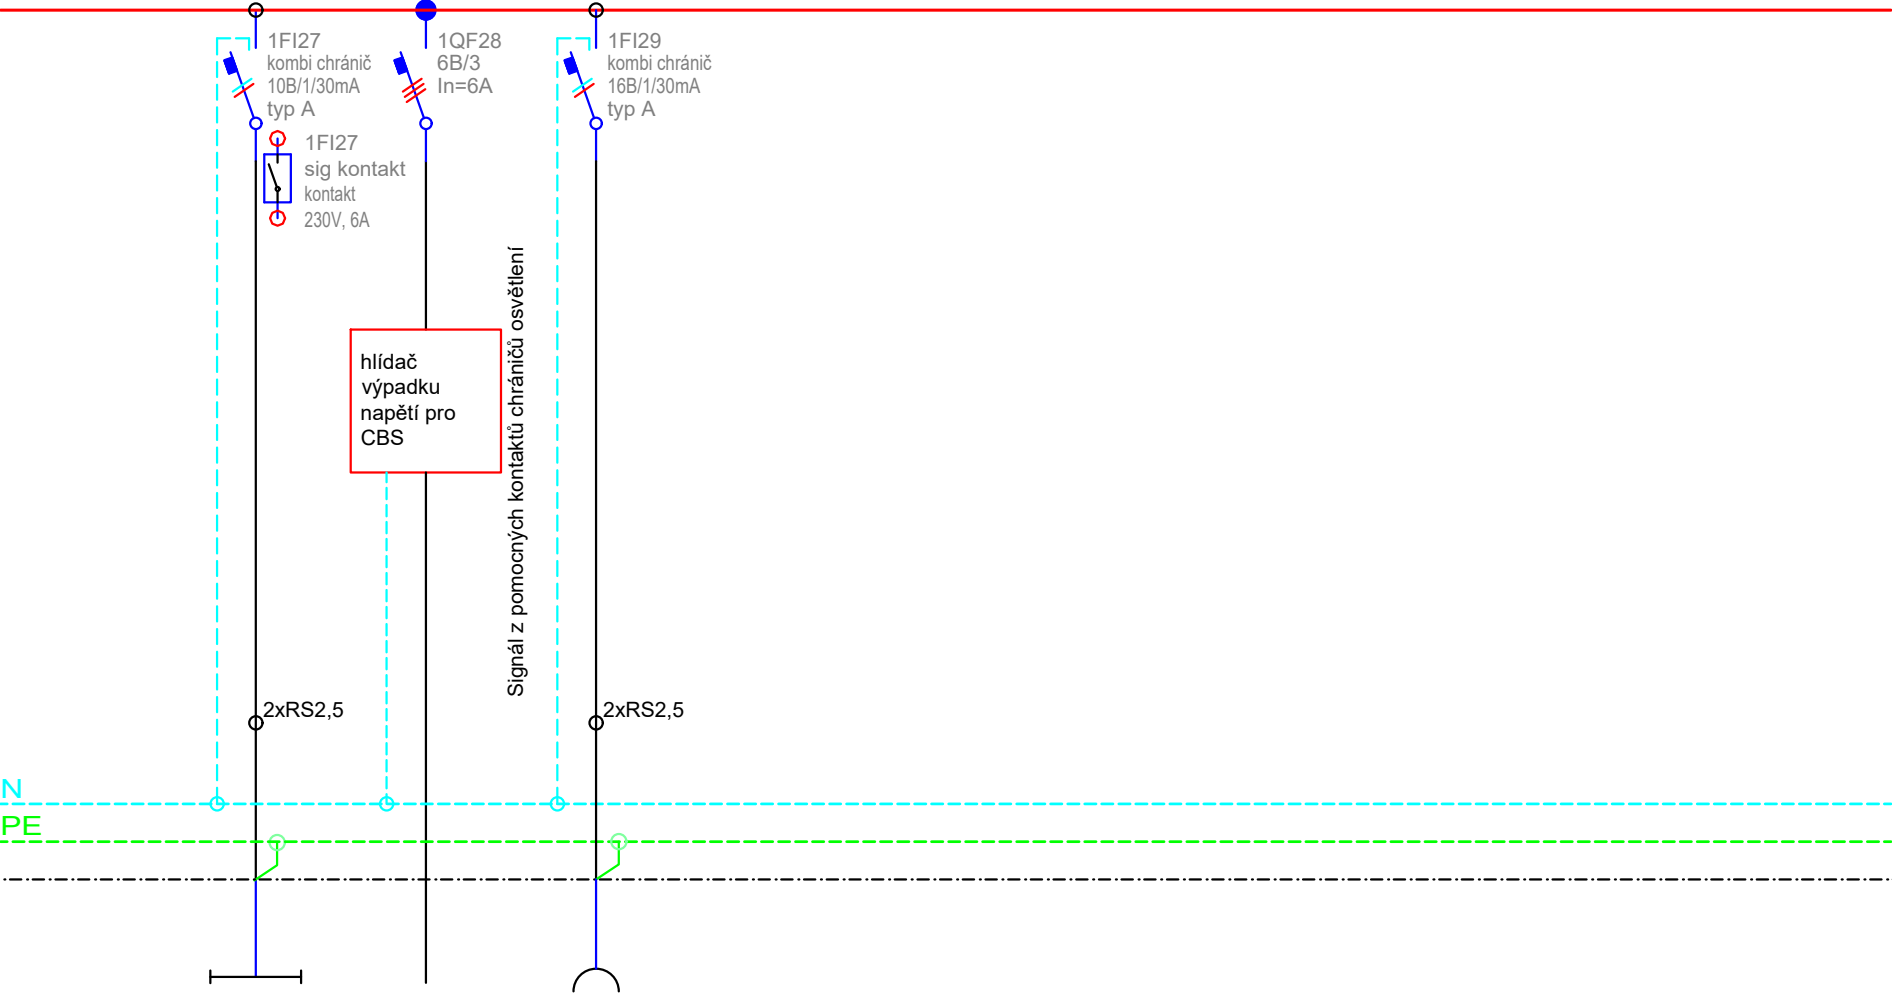 1FI27
kombi chránič
10B/1/30mA
typ A
1QF28
6B/3
In=6A
1FI29
kombi chránič
16B/1/30mA
typ A
1FI27
sig kontakt
kontakt
230V, 6A
hlídač
výpadku
napětí pro
CBS
Signál z pomocných kontaktů chráničů osvětlení
2xRS2,5
2xRS2,5
N
PE